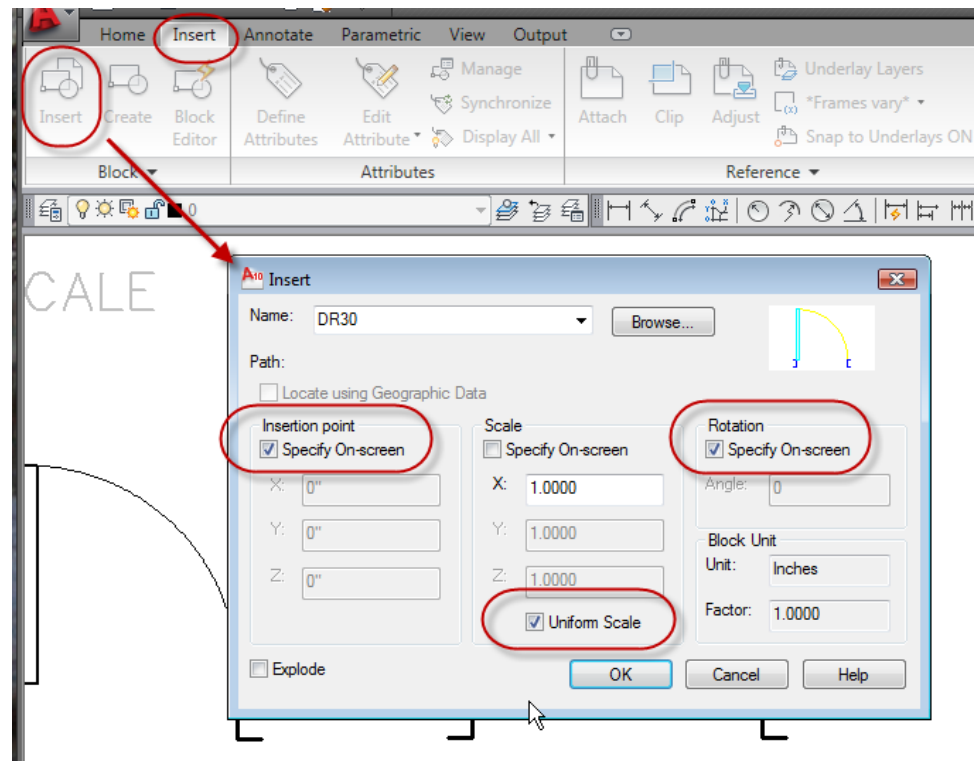 Home Insert Annotate Parametric View Output
Manage Underlay Layers
Synchronize *Frames vary*
Insert Create Block Define Edit Attach Clip Adjust
Editor Attributes Attribute Display All Snap to Underlays ON
Block Attributes Reference
0
CALE
A10 Insert
Name: DR30 Browse...
Path:
Locate using Geographic Data
Insertion point Scale Rotation
Specify On-screen Specify On-screen Specify On-screen
X: 0" X: 1.0000 Angle: 0
Y: 0" Y: 1.0000 Block Unit
Unit: Inches
Z: 0" Z: 1.0000
Factor: 1.0000
Uniform Scale
Explode OK Cancel Help